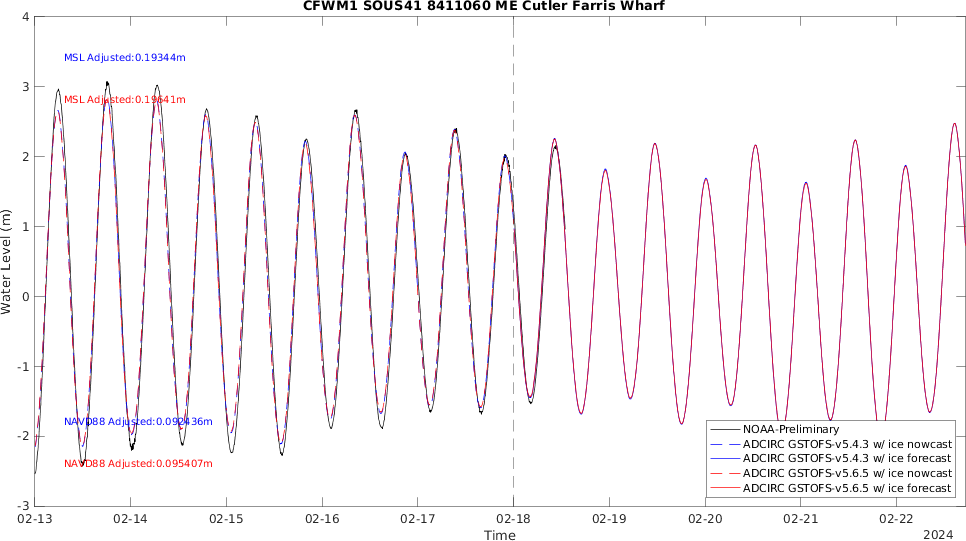 CFWM1 SOUS41 8411060 ME Cutler Farris Wharf
4
3
2
1
0
-1
-2
-3
Water Level (m)
MSL Adjusted:0.19344m
MSL Adjusted:0.19641m
NAVD88 Adjusted:0.092436m
NAVD88 Adjusted:0.095407m
NOAA-Preliminary
ADCIRC GSTOFS-v5.4.3 w/ ice nowcast
ADCIRC GSTOFS-v5.4.3 w/ ice forecast
ADCIRC GSTOFS-v5.6.5 w/ ice nowcast
ADCIRC GSTOFS-v5.6.5 w/ ice forecast
02-13 02-14 02-15 02-16 02-17 02-18 02-19 02-20 02-21 02-22
Time
2024